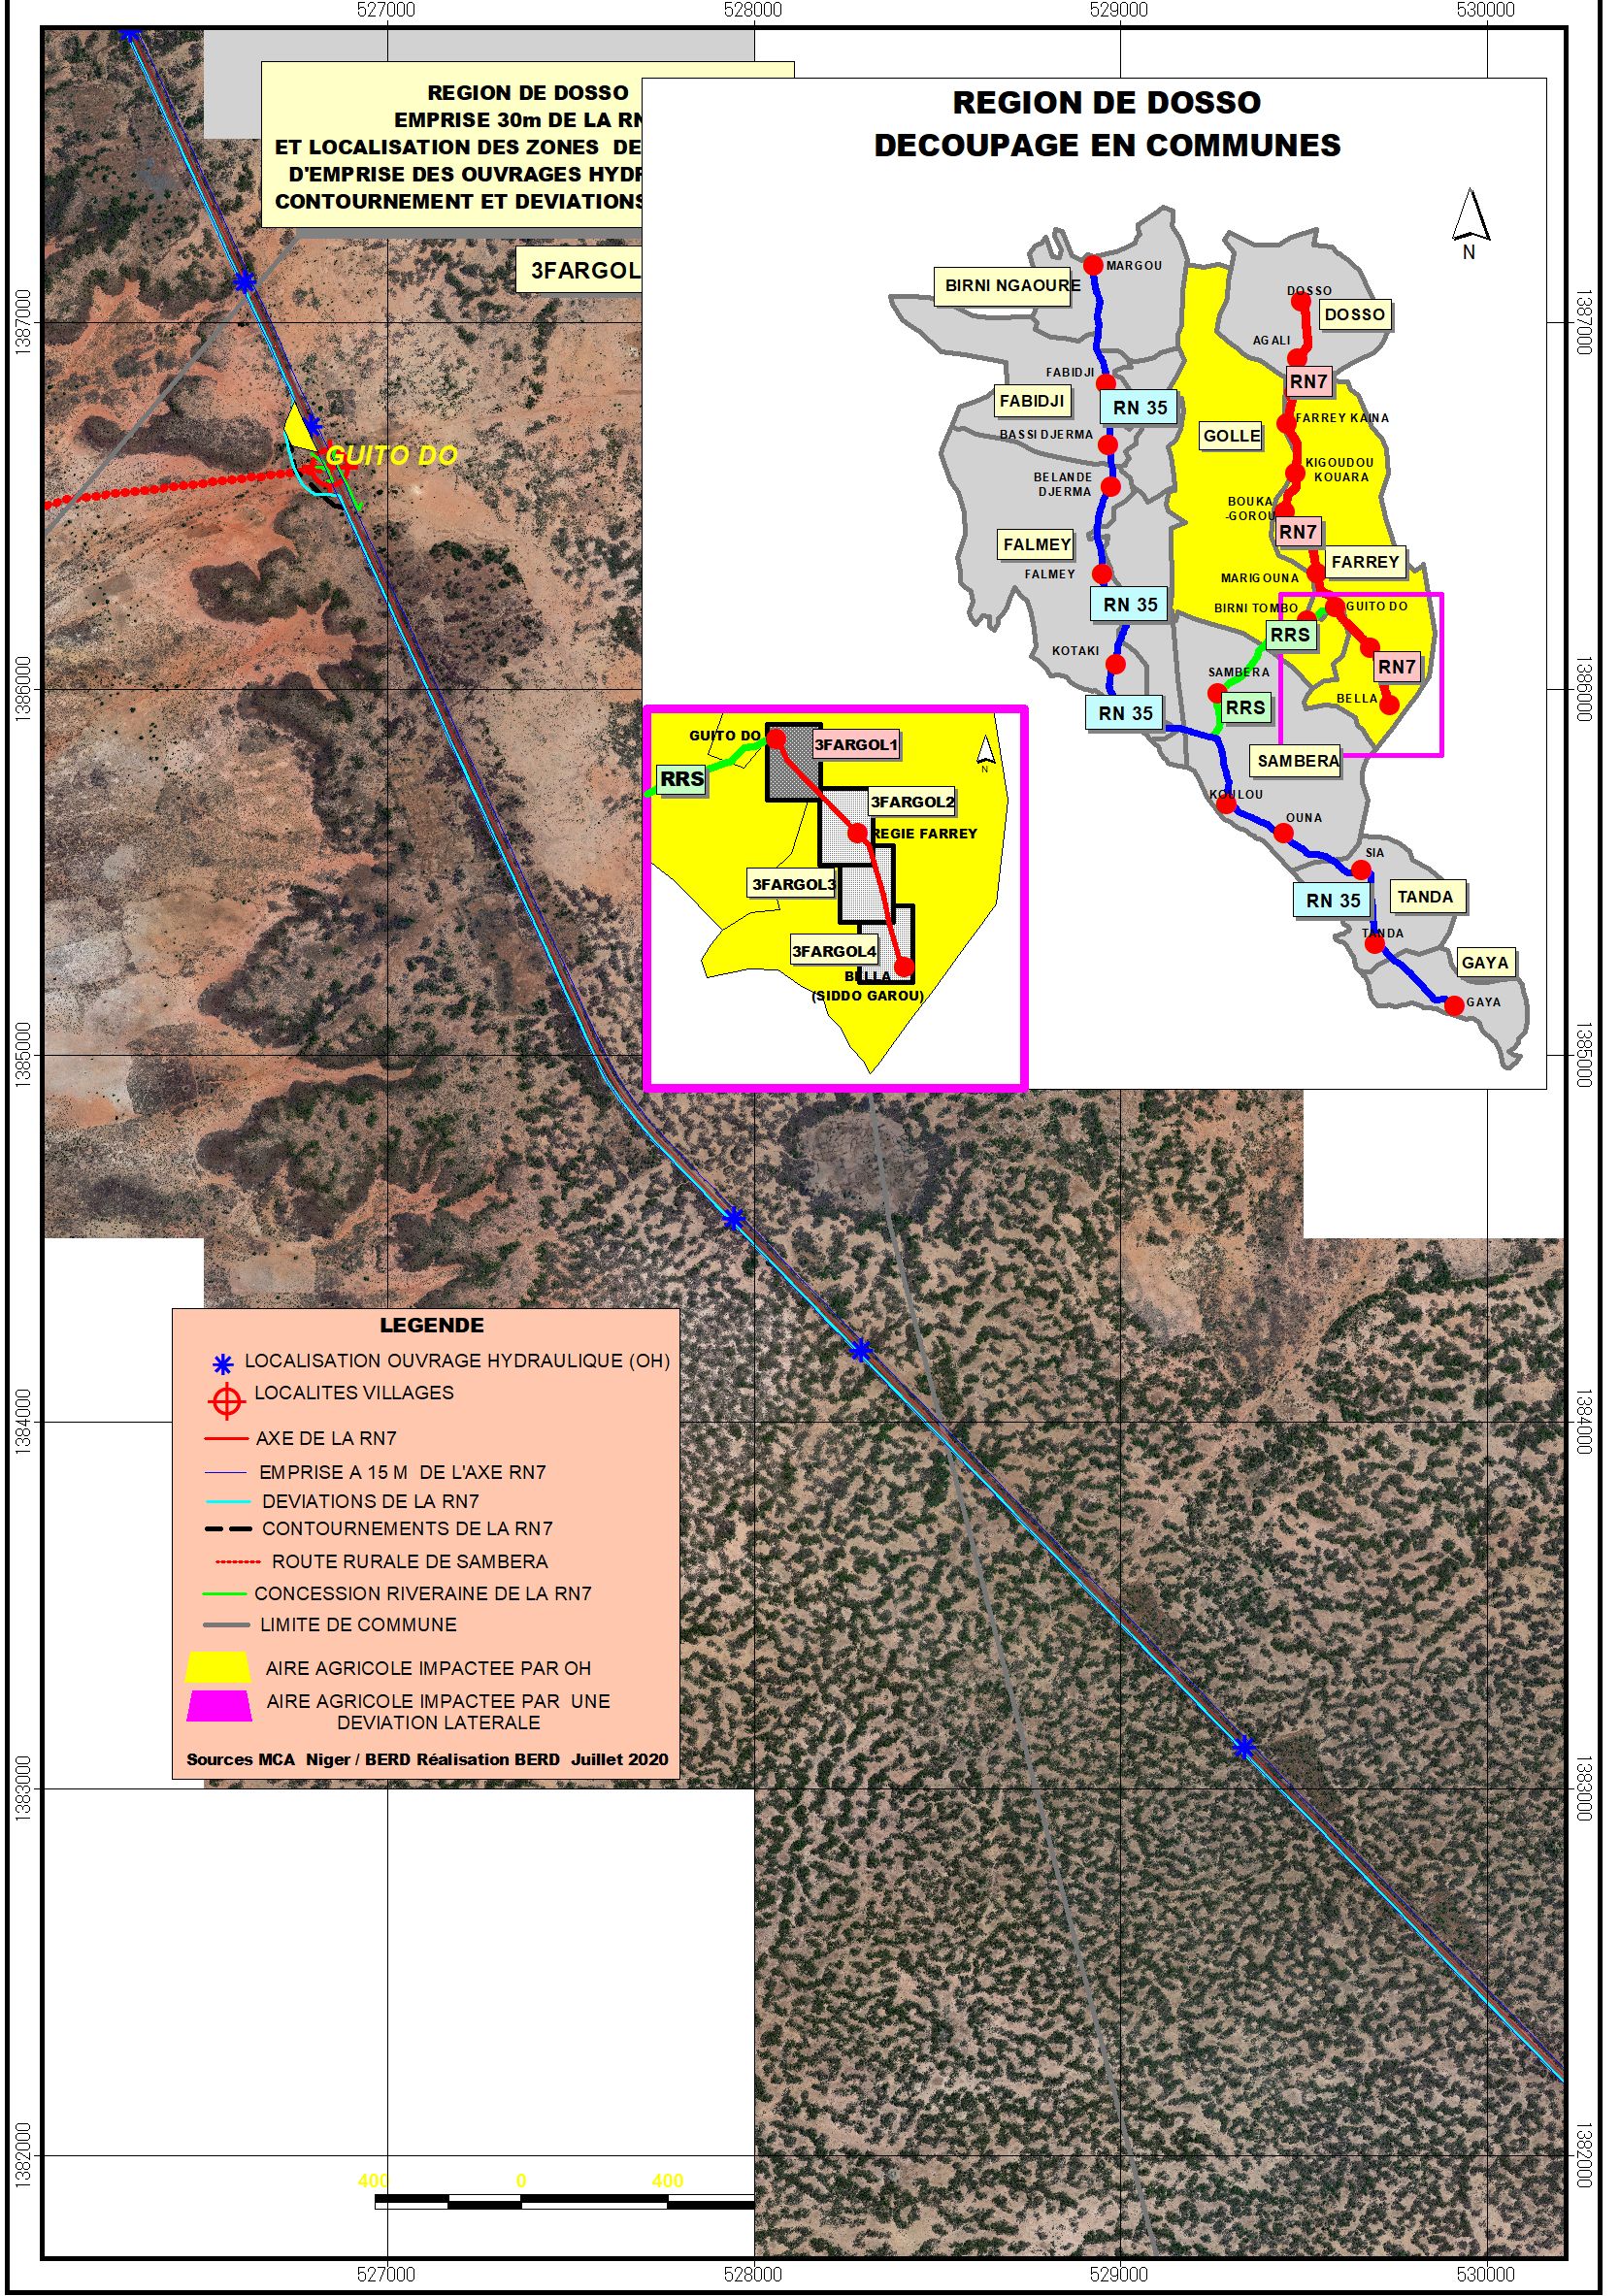 527000
528000
529000
530000
REGION DE DOSSO
EMPRISE 30m DE LA RN
ET LOCALISATION DES ZONES DE
D'EMPRISE DES OUVRAGES HYDR
CONTOURNEMENT ET DEVIATIONS
3FARGOL
REGION DE DOSSO
DECOUPAGE EN COMMUNES
N
MARGOU
BIRNI NGAOURE
DOSSO
DOSSO
AGALI
RN7
FABIDJI
FABIDJI
RN 35
FARREY KAINA
GOLLE
BASSI DJERMA
KIGOUDOU
KOUARA
BELANDE
DJERMA
BOUKA
-GOROU
RN7
FALMEY
FARREY
FALMEY
MARIGOUNA
RN 35
BIRNI TOMBO
GUITO DO
RRS
KOTAKI
RN7
SAMBERA
BELLA
RRS
RN 35
SAMBERA
KOULOU
OUNA
SIA
RN 35
TANDA
TANDA
GAYA
GAYA
GUITO DO
3FARGOL1
N
RRS
3FARGOL2
REGIE FARREY
3FARGOL3
3FARGOL4
BELLA
(SIDDO GAROU)
GUITO DO
1387000
1386000
1385000
1384000
1383000
1382000
1387000
1386000
1385000
1384000
1383000
1382000
LEGENDE
LOCALISATION OUVRAGE HYDRAULIQUE (OH)
LOCALITES VILLAGES
AXE DE LA RN7
EMPRISE A 15 M DE L'AXE RN7
DEVIATIONS DE LA RN7
CONTOURNEMENTS DE LA RN7
ROUTE RURALE DE SAMBERA
CONCESSION RIVERAINE DE LA RN7
LIMITE DE COMMUNE
AIRE AGRICOLE IMPACTEE PAR OH
AIRE AGRICOLE IMPACTEE PAR UNE
DEVIATION LATERALE
Sources MCA Niger / BERD Réalisation BERD Juillet 2020
400 0 400
527000
528000
529000
530000